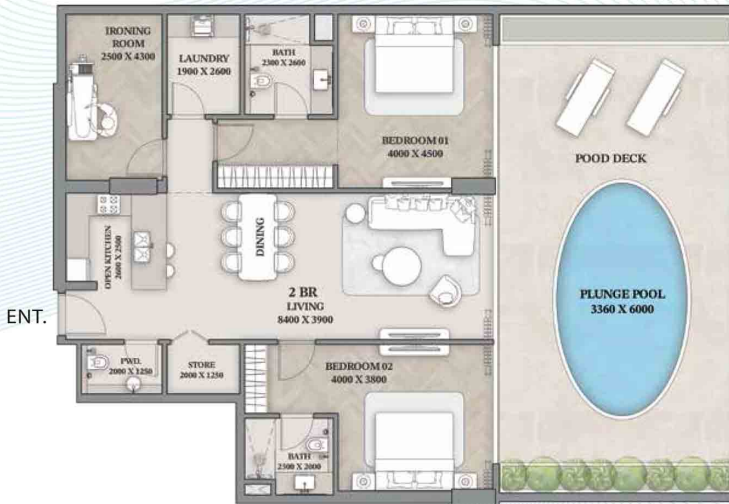 IRONING
ROOM
2500 X 4300
LAUNDRY
1900 X 2600
BATH
2300 X 2600
BEDROOM 01
4000 X 4500
POOD DECK
OPEN KITCHEN
2600 X 2500
DINING
2 BR
LIVING
8400 X 3900
PLUNGE POOL
3360 X 6000
ENT.
PWD.
2000 X 1250
STORE
2000 X 1250
BEDROOM 02
4000 X 3800
BATH
2500 X 2000